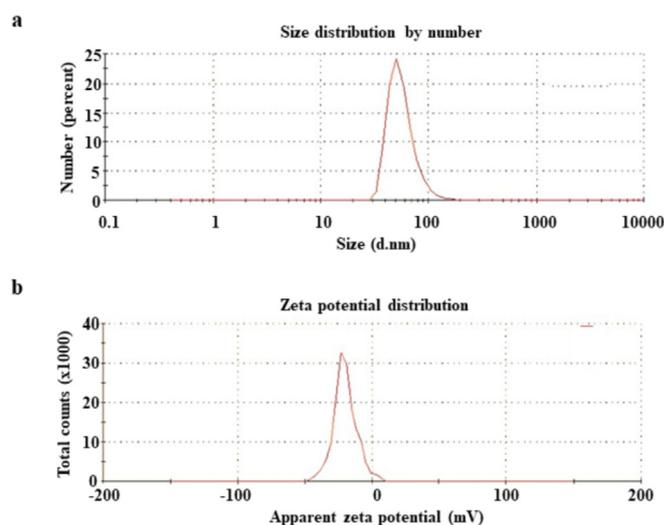 a
Size distribution by number
Number (percent)
25
20
15
10
5
0
0.1 1 10 100 1000 10000
Size (d.nm)
b
Zeta potential distribution
Total counts (x1000)
40
30
20
10
0
-200 -100 0 100 200
Apparent zeta potential (mV)